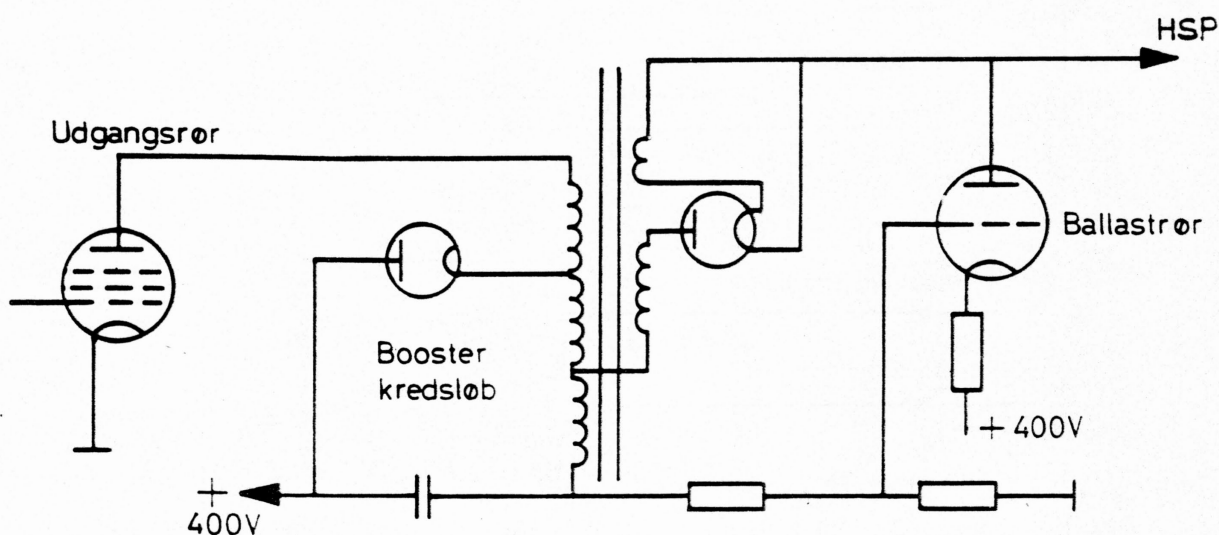 HSP
Udgangsrør
Ballastrør
Booster
kredsløb
+ 400V
+
400V